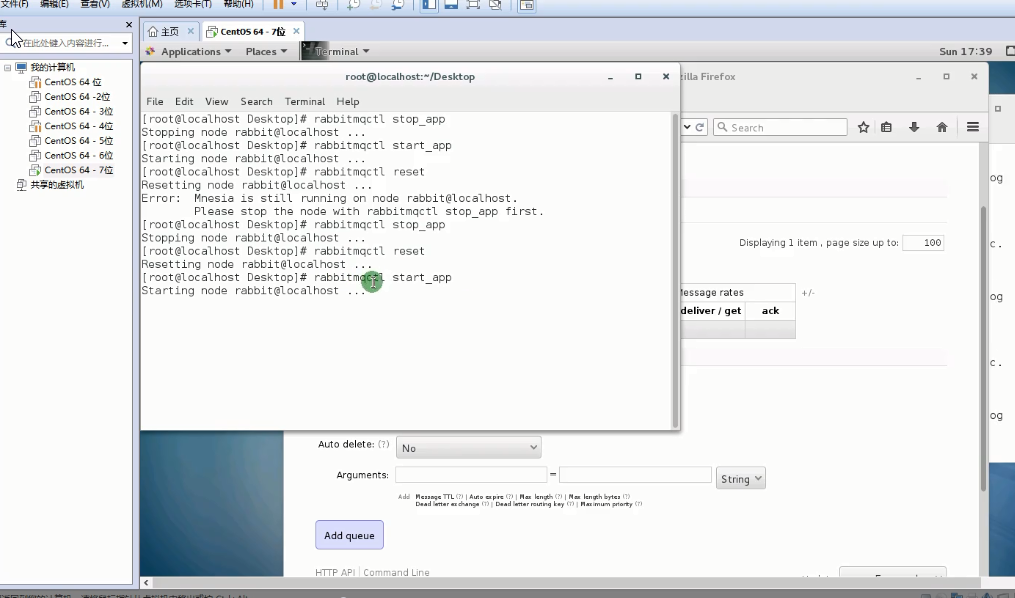 文件(F) 编辑(E) 查看(V) 虚拟机(M) 选项卡(T) 帮助(H)
库
在此处键入内容进行...
主页
CentOS 64 - 7位
我的计算机
CentOS 64 位
CentOS 64 -2位
CentOS 64 - 3位
CentOS 64 - 4位
CentOS 64 - 5位
CentOS 64 - 6位
CentOS 64 - 7位
共享的虚拟机
Applications Places Terminal Sun 17:39
root@localhost:~/Desktop
zilla Firefox
File Edit View Search Terminal Help
Search
[root@localhost Desktop]# rabbitmqctl stop_app
Stopping node rabbit@localhost ...
[root@localhost Desktop]# rabbitmqctl start_app
Starting node rabbit@localhost ...
[root@localhost Desktop]# rabbitmqctl reset
Resetting node rabbit@localhost ...
Error: Mnesia is still running on node rabbit@localhost.
Please stop the node with rabbitmqctl stop_app first.
[root@localhost Desktop]# rabbitmqctl stop_app
Stopping node rabbit@localhost ...
[root@localhost Desktop]# rabbitmqctl reset
Resetting node rabbit@localhost ...
[root@localhost Desktop]# rabbitmqctl start_app
Starting node rabbit@localhost ...
Displaying 1 item , page size up to: 100
Message rates +/-
deliver / get ack
og
c.
og
c.
og
Auto delete: (?) No
Arguments: = String
Add Message TTL (?) | Auto expire (?) | Max length (?) | Max length bytes (?)
Dead letter exchange (?) | Dead letter routing key (?) | Maximum priority (?)
Add queue
HTTP API Command Line